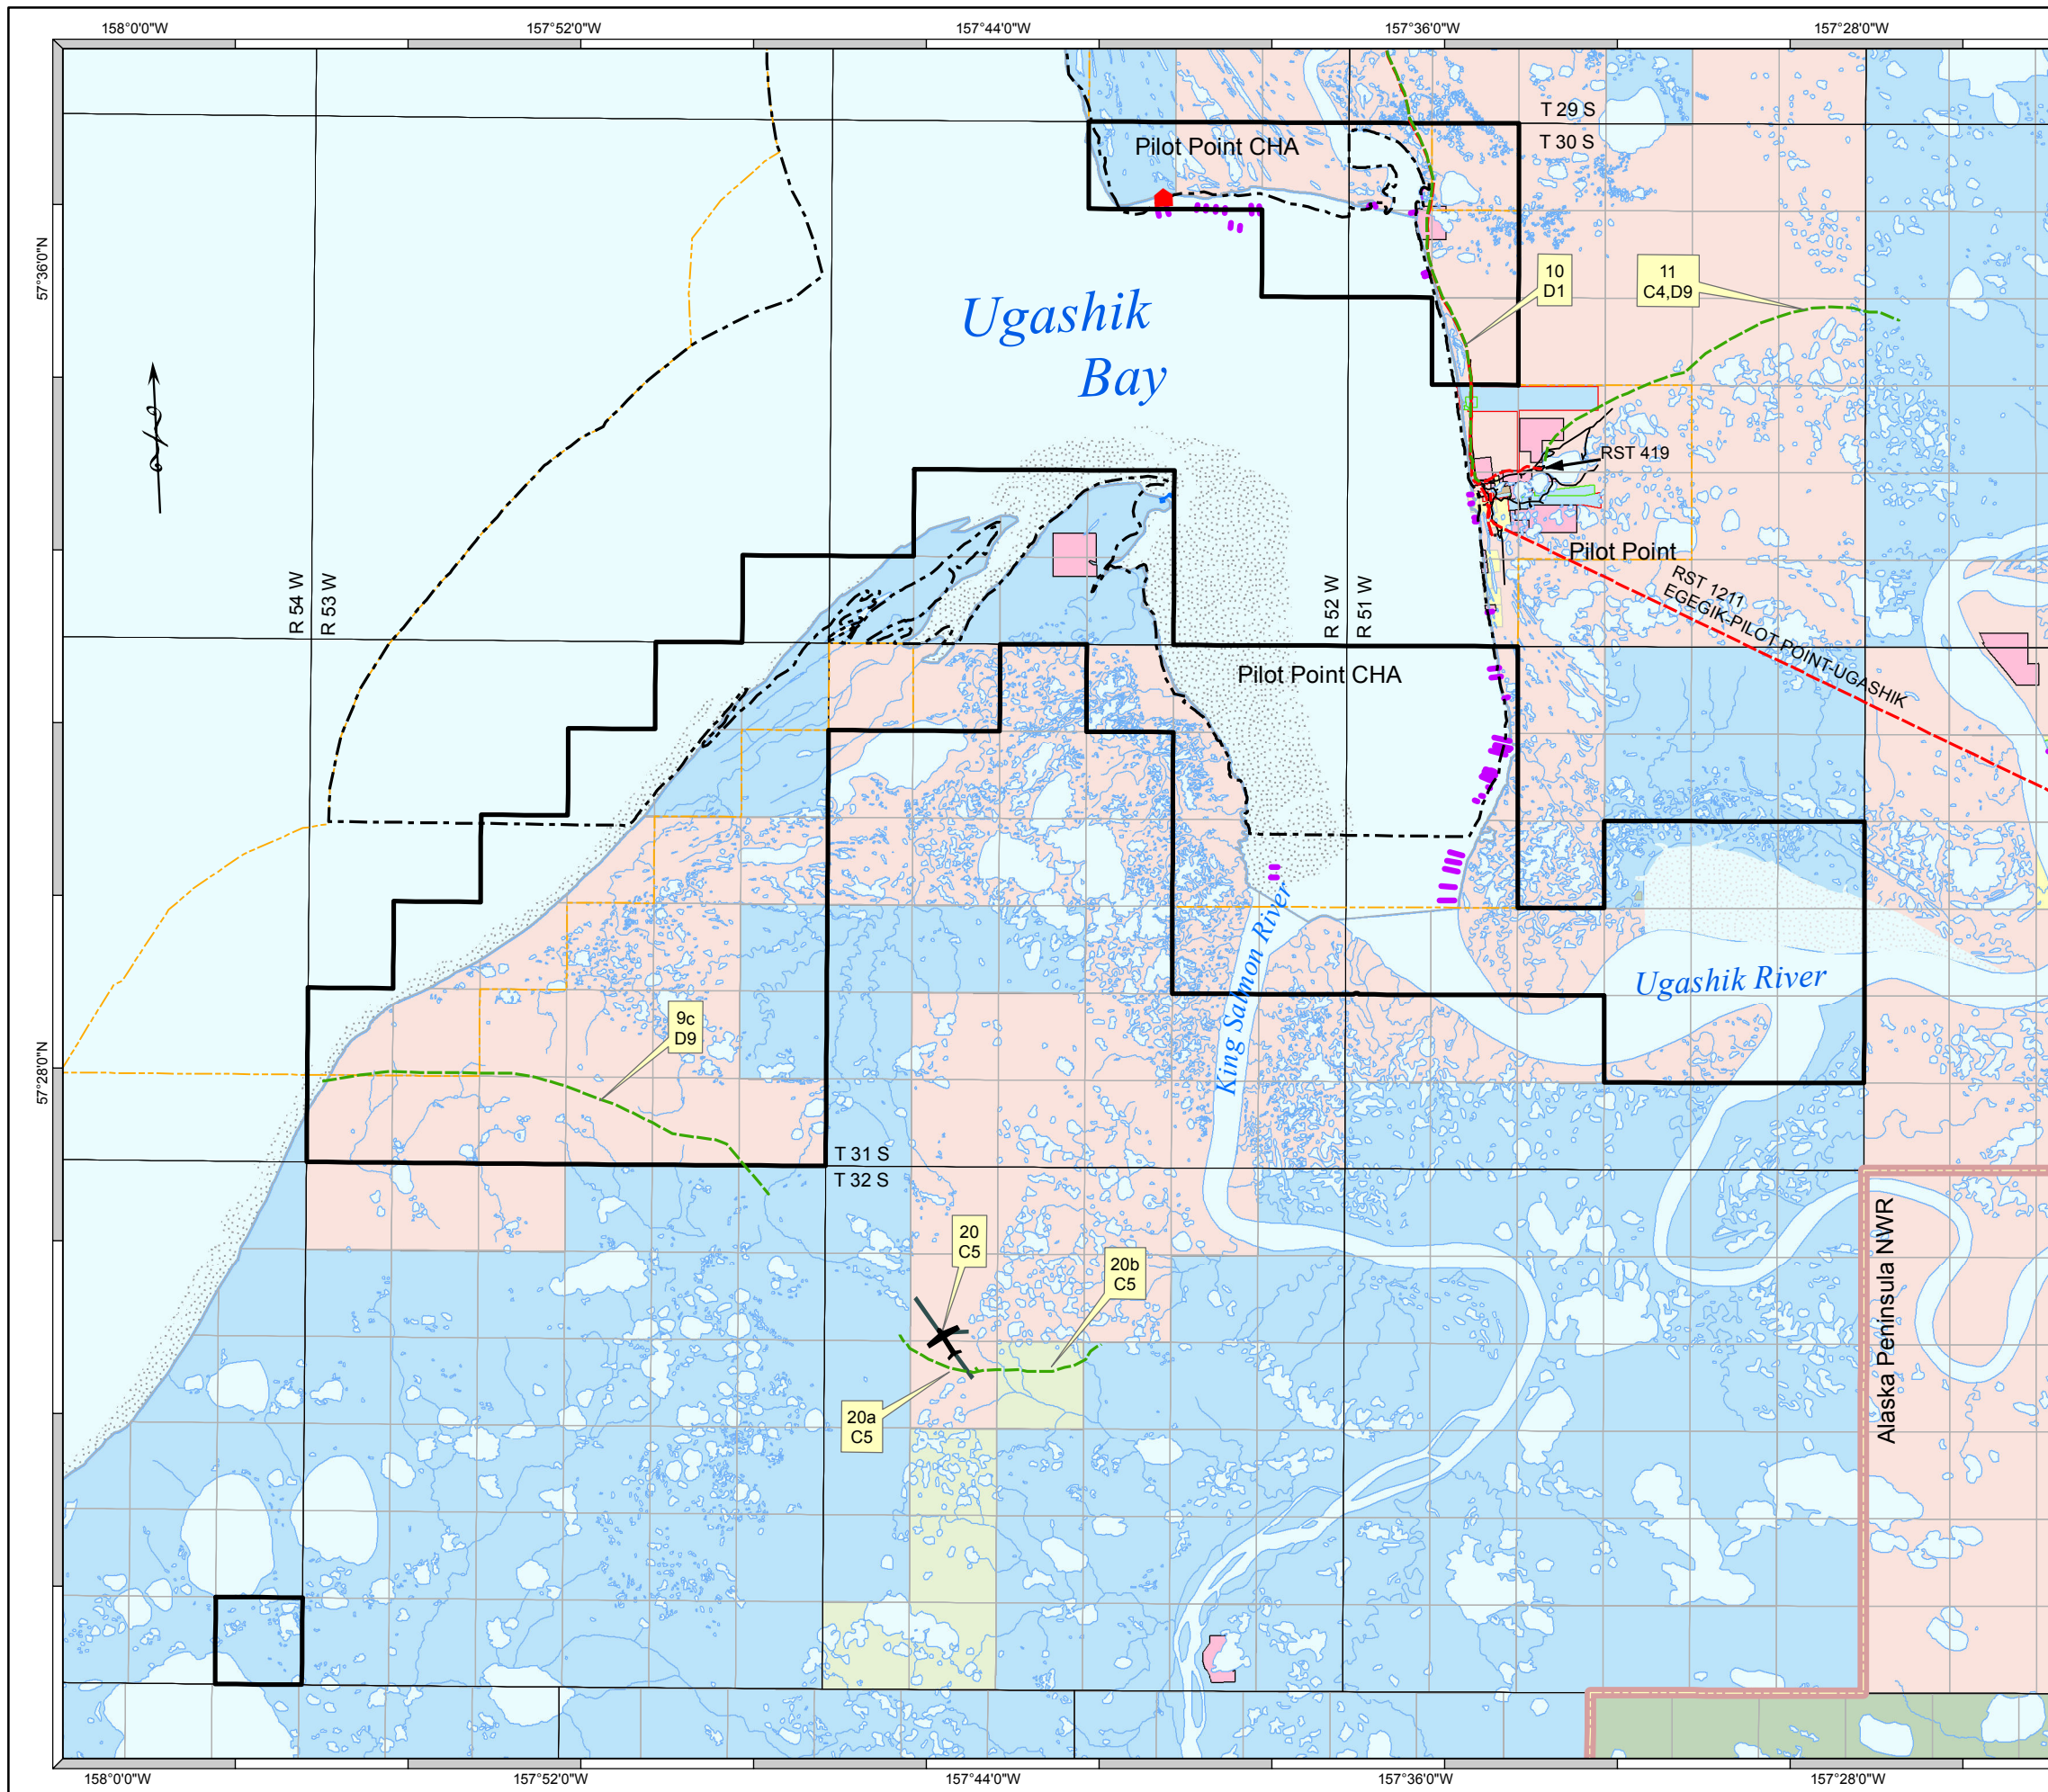 158°0'0"W
157°52'0"W
157°44'0"W
157°36'0"W
157°28'0"W
T 29 S
T 30 S
Pilot Point CHA
57°36'0"N
10
D1
11
C4,D9
Ugashik
Bay
RST 419
Pilot Point
R 54 W
R 53 W
R 52 W
R 51 W
RST 1211
EGEGIK-PILOT POINT-UGASHIK
Pilot Point CHA
King Salmon River
Ugashik River
9c
D9
57°28'0"N
T 31 S
T 32 S
20
C5
20b
C5
20a
C5
Alaska Peninsula NWR
158°0'0"W
157°52'0"W
157°44'0"W
157°36'0"W
157°28'0"W